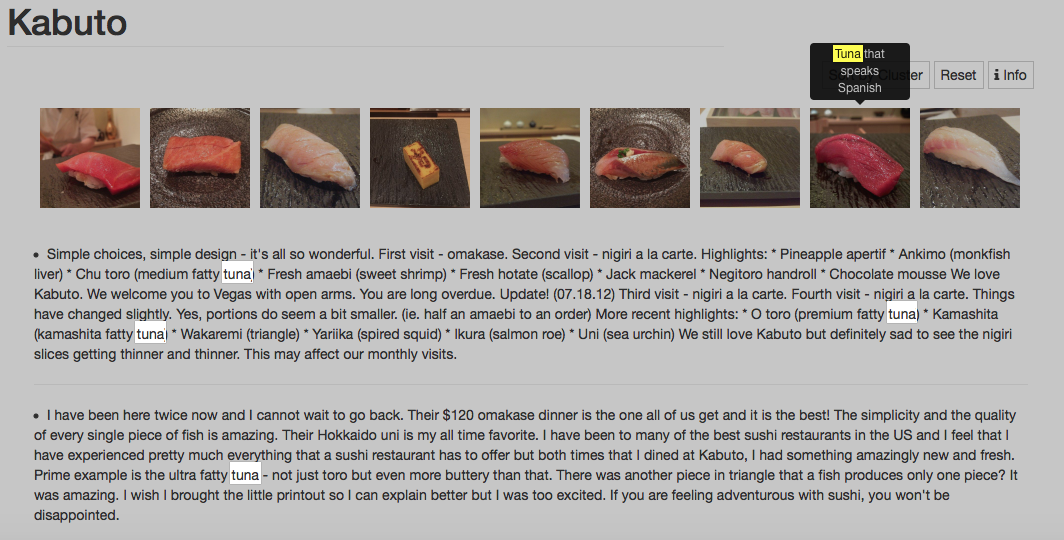 Kabuto
Tuna that
speaks
Spanish
Cluster
Reset
i Info
• Simple choices, simple design - it's all so wonderful. First visit - omakase. Second visit - nigiri a la carte. Highlights: * Pineapple apertif * Ankimo (monkfish
liver) * Chu toro (medium fatty tuna) * Fresh amaebi (sweet shrimp) * Fresh hotate (scallop) * Jack mackerel * Negitoro handroll * Chocolate mousse We love
Kabuto. We welcome you to Vegas with open arms. You are long overdue. Update! (07.18.12) Third visit - nigiri a la carte. Fourth visit - nigiri a la carte. Things
have changed slightly. Yes, portions do seem a bit smaller. (ie. half an amaebi to an order) More recent highlights: * O toro (premium fatty tuna) * Kamashita
(kamashita fatty tuna) * Wakaremi (triangle) * Yariika (spired squid) * Ikura (salmon roe) * Uni (sea urchin) We still love Kabuto but definitely sad to see the nigiri
slices getting thinner and thinner. This may affect our monthly visits.
• I have been here twice now and I cannot wait to go back. Their $120 omakase dinner is the one all of us get and it is the best! The simplicity and the quality
of every single piece of fish is amazing. Their Hokkaido uni is my all time favorite. I have been to many of the best sushi restaurants in the US and I feel that I
have experienced pretty much everything that a sushi restaurant has to offer but both times that I dined at Kabuto, I had something amazingly new and fresh.
Prime example is the ultra fatty tuna - not just toro but even more buttery than that. There was another piece in triangle that a fish produces only one piece? It
was amazing. I wish I brought the little printout so I can explain better but I was too excited. If you are feeling adventurous with sushi, you won't be
disappointed.